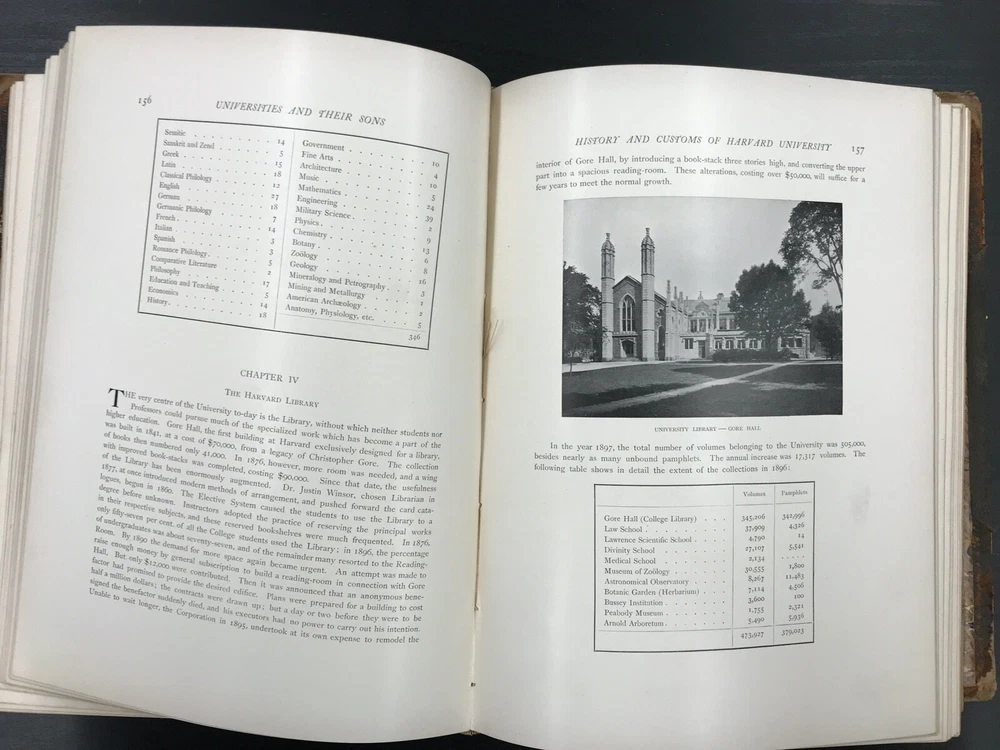 156
UNIVERSITIES AND THEIR SONS
Semitic 14
Sanskrit and Zend 5
Greek 15
Latin 18
Classical Philology 12
English 27
German 18
Germanic Philology 7
French 14
Italian 3
Spanish 3
Romance Philology 5
Comparative Literature 2
Philosophy 17
Education and Teaching 5
Economics 14
History 18
Government 10
Fine Arts 4
Architecture 10
Music 5
Mathematics 24
Engineering 39
Military Science 2
Physics 9
Chemistry 13
Botany 6
Zoölogy 8
Geology 16
Mineralogy and Petrography 3
Mining and Metallurgy 1
American Archæology 2
Anatomy, Physiology, etc. 5
346
CHAPTER IV
THE HARVARD LIBRARY
THE very centre of the University to-day is the Library, without which neither students nor
Professors could pursue much of the specialized work which has become a part of the
higher education. Gore Hall, the first building at Harvard exclusively designed for a library,
was built in 1841, at a cost of $70,000, from a legacy of Christopher Gore. The collection
of books then numbered only 41,000. In 1876, however, more room was needed, and a wing
with improved book-stacks was completed, costing $90,000. Since that date, the usefulness
of the Library has been enormously augmented. Dr. Justin Winsor, chosen Librarian in
1877, at once introduced modern methods of arrangement, and pushed forward the card cata-
logues, begun in 1860. The Elective System caused the students to use the Library to a
degree before unknown. Instructors adopted the practice of reserving the principal works
in their respective subjects, and these reserved bookshelves were much frequented. In 1876,
only fifty-seven per cent. of all the College students used the Library; in 1896, the percentage
of undergraduates was about seventy-seven, and of the remainder many resorted to the Reading-
Room. By 1890 the demand for more space again became urgent. An attempt was made to
raise enough money by general subscription to build a reading-room in connection with Gore
Hall. But only $12,000 were contributed. Then it was announced that an anonymous bene-
factor had promised to provide the desired edifice. Plans were prepared for a building to cost
half a million dollars; the contracts were drawn up; but a day or two before they were to be
signed the benefactor suddenly died, and his executors had no power to carry out his intention.
Unable to wait longer, the Corporation in 1895, undertook at its own expense to remodel the
HISTORY AND CUSTOMS OF HARVARD UNIVERSITY
157
interior of Gore Hall, by introducing a book-stack three stories high, and converting the upper
part into a spacious reading-room. These alterations, costing over $50,000, will suffice for a
few years to meet the normal growth.
UNIVERSITY LIBRARY — GORE HALL
In the year 1897, the total number of volumes belonging to the University was 505,000,
besides nearly as many unbound pamphlets. The annual increase was 17,317 volumes. The
following table shows in detail the extent of the collections in 1896:
Volumes Pamphlets
Gore Hall (College Library) 345,206 342,996
Law School 37,909 4,326
Lawrence Scientific School 4,790 14
Divinity School 27,107 5,541
Medical School 2,134 .....
Museum of Zoölogy 30,555 1,800
Astronomical Observatory 8,267 11,483
Botanic Garden (Herbarium) 7,114 4,506
Bussey Institution 3,600 100
Peabody Museum 1,755 2,321
Arnold Arboretum 5,490 5,936
473,927 379,023